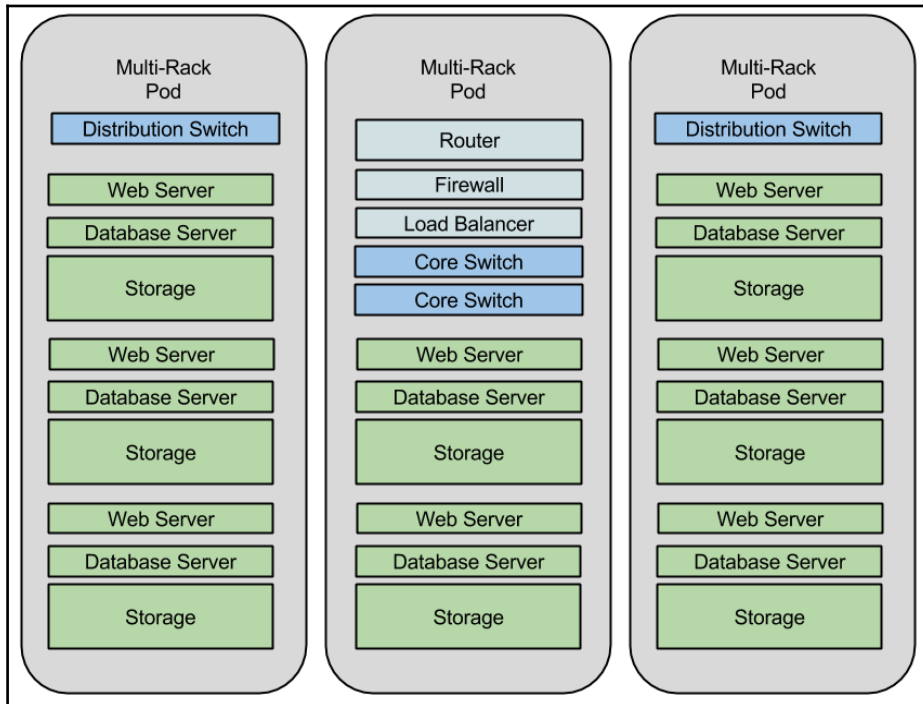 Multi-Rack
Pod
Distribution Switch
Web Server
Database Server
Storage
Web Server
Database Server
Storage
Web Server
Database Server
Storage
Multi-Rack
Pod
Router
Firewall
Load Balancer
Core Switch
Core Switch
Web Server
Database Server
Storage
Web Server
Database Server
Storage
Multi-Rack
Pod
Distribution Switch
Web Server
Database Server
Storage
Web Server
Database Server
Storage
Web Server
Database Server
Storage